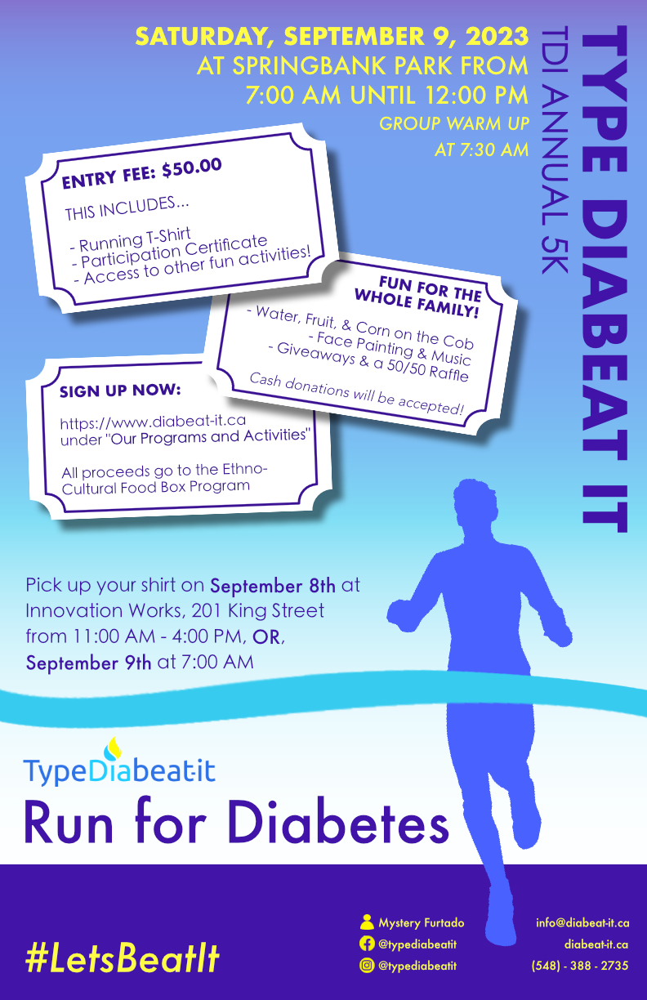 SATURDAY, SEPTEMBER 9, 2023
AT SPRINGBANK PARK FROM
7:00 AM UNTIL 12:00 PM
GROUP WARM UP
AT 7:30 AM
TYPE DIABEAT IT
TDI ANNUAL 5K
ENTRY FEE: $50.00
THIS INCLUDES...
- Running T-Shirt
- Participation Certificate
- Access to other fun activities!
FUN FOR THE
WHOLE FAMILY!
- Water, Fruit, & Corn on the Cob
- Face Painting & Music
- Giveaways & a 50/50 Raffle
Cash donations will be accepted!
SIGN UP NOW:
https://www.diabeat-it.ca
under "Our Programs and Activities"
All proceeds go to the Ethno-
Cultural Food Box Program
Pick up your shirt on September 8th at
Innovation Works, 201 King Street
from 11:00 AM - 4:00 PM, OR,
September 9th at 7:00 AM
TypeDiabeat-it
Run for Diabetes
#LetsBeatIt
Mystery Furtado
@typediabeatit
@typediabeatit
info@diabeat-it.ca
diabeat-it.ca
(548) - 388 - 2735